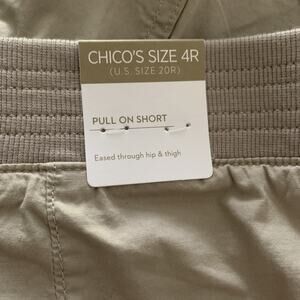 CHICO'S SIZE 4R
(U.S. SIZE 20R)
PULL ON SHORT
Eased through hip & thigh